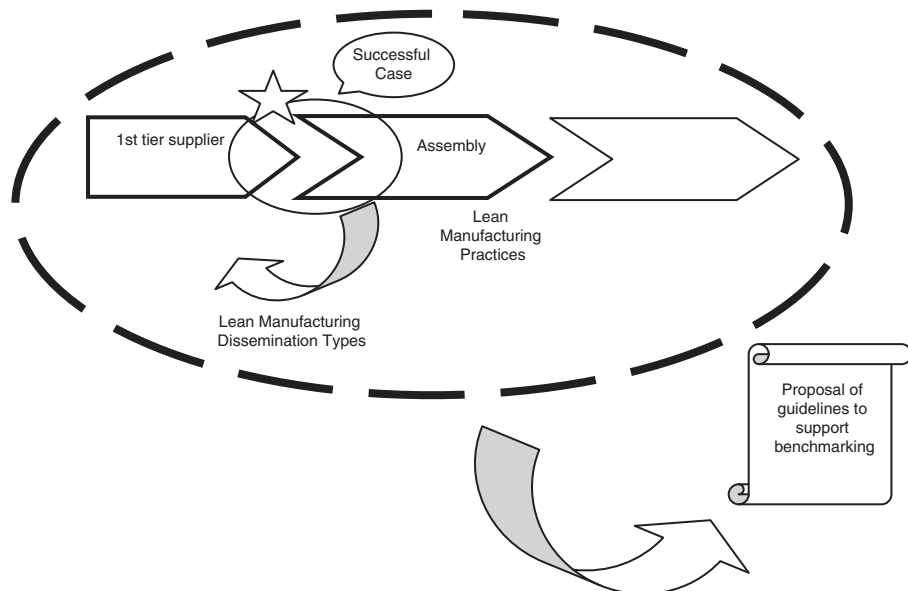 Successful
Case
1st tier supplier
Assembly
Lean
Manufacturing
Practices
Lean Manufacturing
Dissemination Types
Proposal of
guidelines to
support
benchmarking